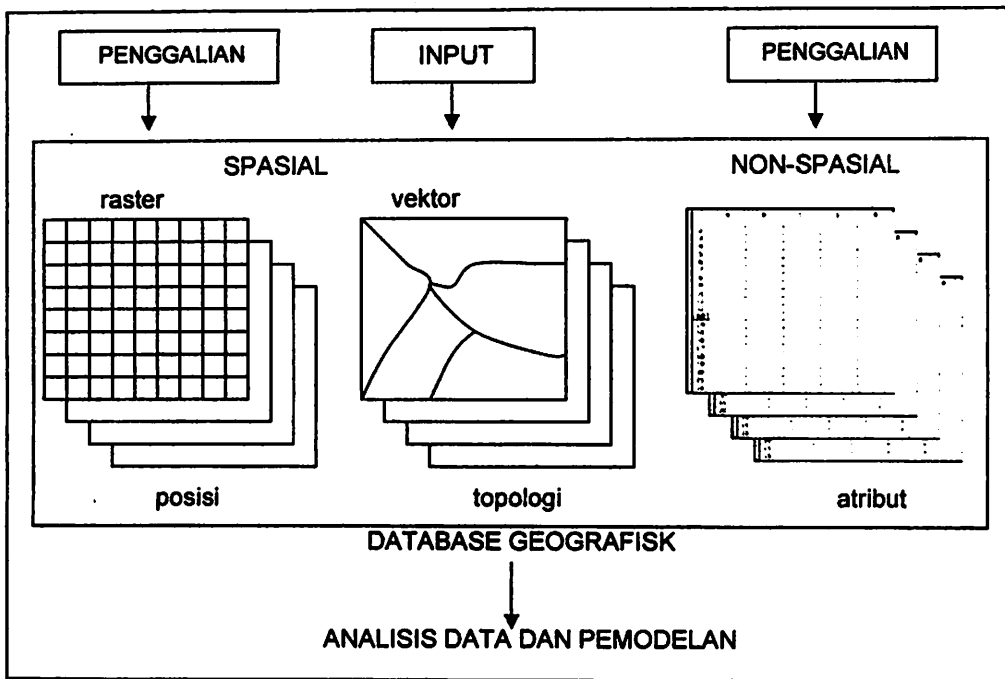 PENGGALIAN
INPUT
PENGGALIAN
SPASIAL
NON-SPASIAL
raster
vektor
posisi
topologi
atribut
DATABASE GEOGRAFISK
ANALISIS DATA DAN PEMODELAN